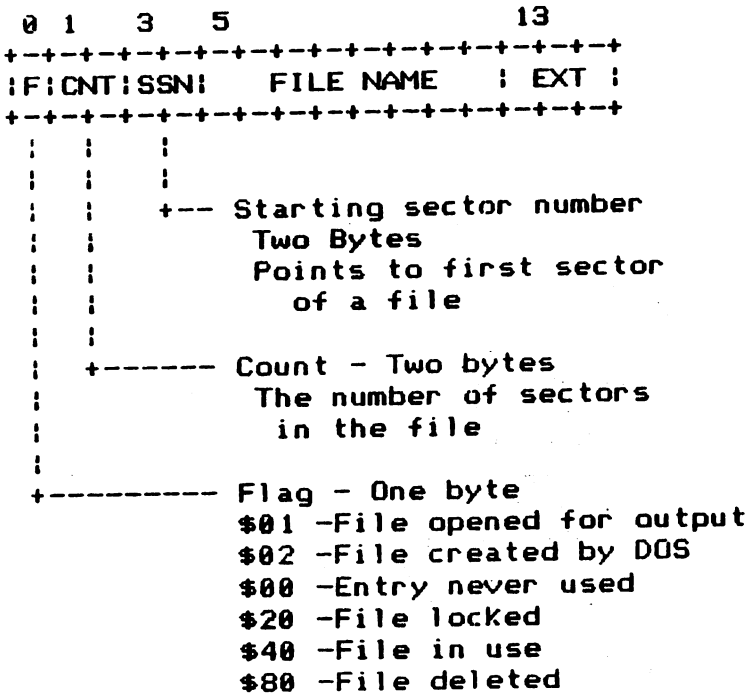 0 1 3 5 13
+-+-+-+-+-+-+-+-+-+-+-+-+-+-+-+-+
|F|CNT|SSN| FILE NAME | EXT |
+-+-+-+-+-+-+-+-+-+-+-+-+-+-+-+-+
+-- Starting sector number
Two Bytes
Points to first sector
of a file
+------ Count - Two bytes
The number of sectors
in the file
+---------- Flag - One byte
$01 -File opened for output
$02 -File created by DOS
$00 -Entry never used
$20 -File locked
$40 -File in use
$80 -File deleted